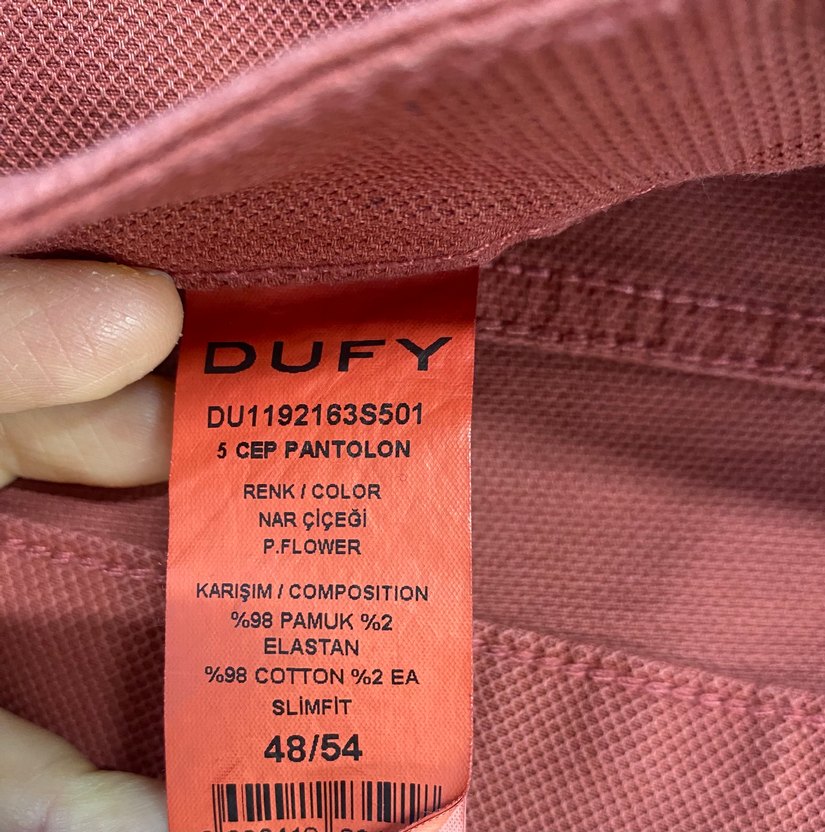 DUFY
DU1192163S501
5 CEP PANTOLON
RENK / COLOR
NAR ÇİÇEĞİ
P.FLOWER
KARIŞIM / COMPOSITION
%98 PAMUK %2
ELASTAN
%98 COTTON %2 EA
SLİMFİT
48/54